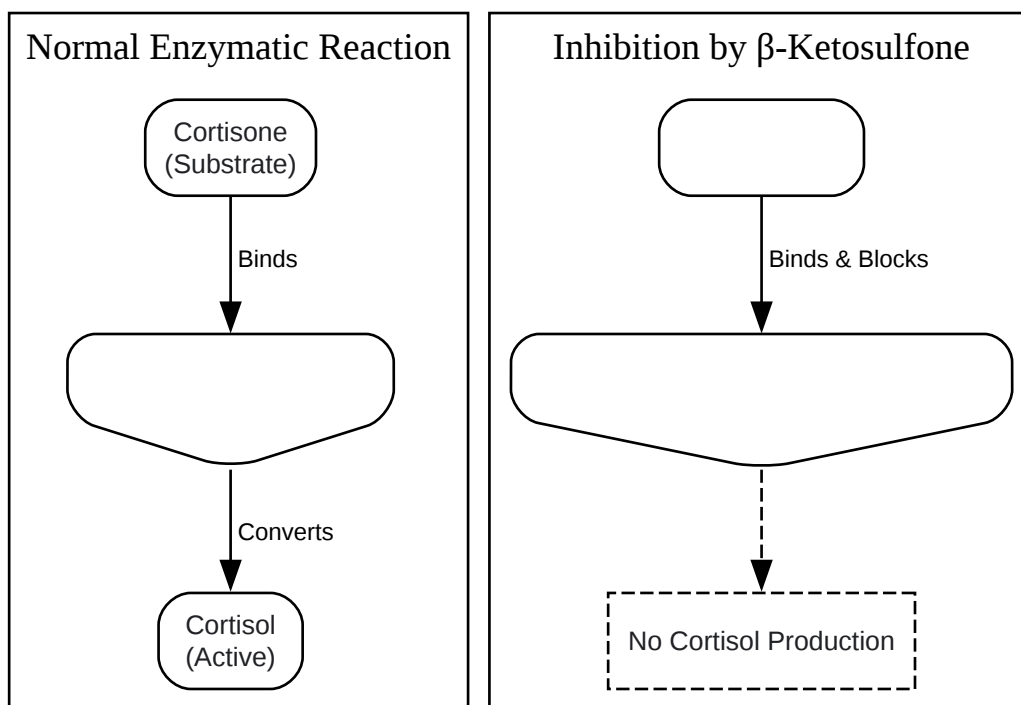 Normal Enzymatic Reaction
Cortisone
(Substrate)
Binds
Converts
Cortisol
(Active)
Inhibition by β-Ketosulfone
Binds & Blocks
No Cortisol Production